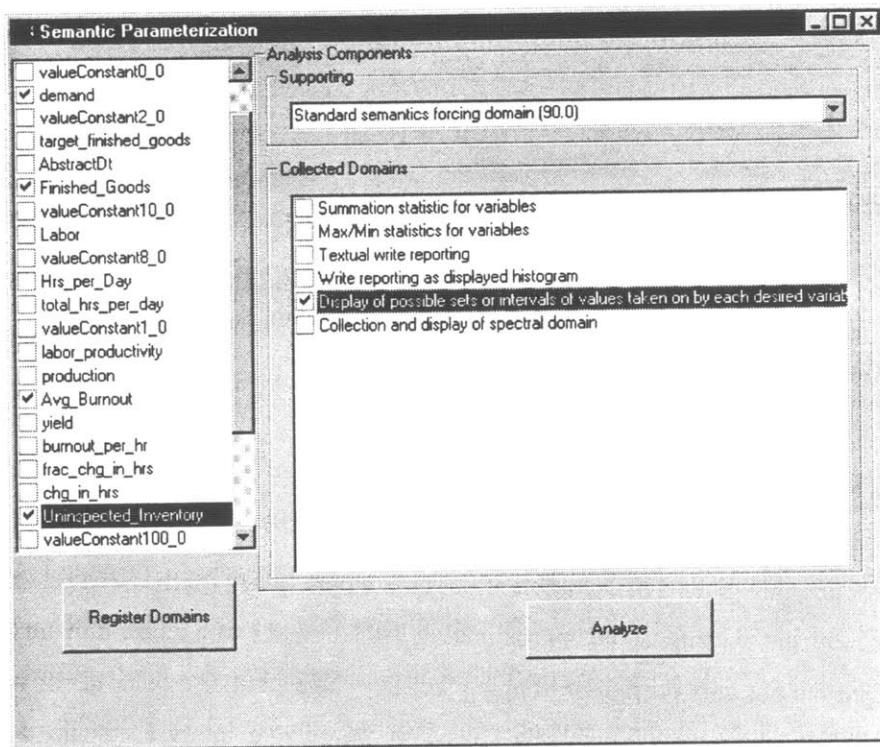 : Semantic Parameterization
valueConstant0_0
demand
valueConstant2_0
target_finished_goods
AbstractDt
Finished_Goods
valueConstant10_0
Labor
valueConstant8_0
Hrs_per_Day
total_hrs_per_day
valueConstant1_0
labor_productivity
production
Avg_Burnout
yield
burnout_per_hr
frac_chg_in_hrs
chg_in_hrs
Uninspected_Inventory
valueConstant100_0
Register Domains
Analysis Components
Supporting
Standard semantics forcing domain (90.0)
Collected Domains
Summation statistic for variables
Max/Min statistics for variables
Textual write reporting
Write reporting as displayed histogram
Display of possible sets or intervals of values taken on by each desired variab
Collection and display of spectral domain
Analyze